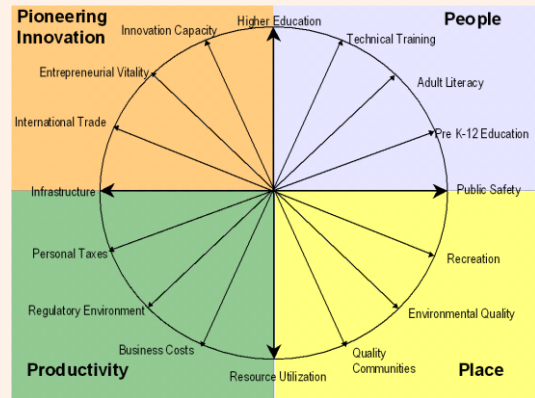 Pioneering
Innovation
People
Higher Education
Innovation Capacity
Technical Training
Entrepreneurial Vitality
Adult Literacy
International Trade
Pre K-12 Education
Infrastructure
Public Safety
Personal Taxes
Recreation
Regulatory Environment
Environmental Quality
Business Costs
Quality
Communities
Resource Utilization
Productivity
Place